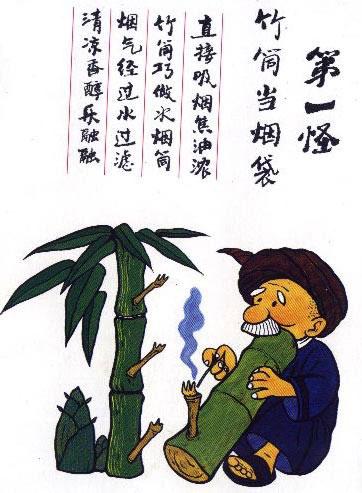 第一怪
竹筒当烟袋
直接吸烟焦油浓
竹筒巧做水烟筒
烟气经过水过滤
清凉香醇乐融融